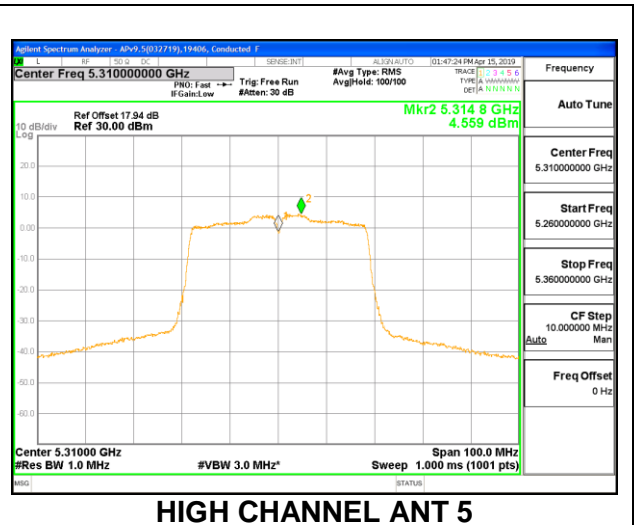 Agilent Spectrum Analyzer - APv9.5(032719),19406, Conducted F
L RF 50 Ω DC SENSE:INT ALIGN AUTO 01:47:24 PM Apr 15, 2019
Center Freq 5.310000000 GHz
PNO: Fast
IFGain:Low
Trig: Free Run
#Atten: 30 dB
#Avg Type: RMS
Avg|Hold: 100/100
TRACE 1 2 3 4 5 6
TYPE A WWWWW
DET A N N N N N
Frequency
Ref Offset 17.94 dB
10 dB/div Ref 30.00 dBm
Log
Mkr2 5.314 8 GHz
4.559 dBm
Auto Tune
Center Freq
5.310000000 GHz
Start Freq
5.260000000 GHz
Stop Freq
5.360000000 GHz
CF Step
10.000000 MHz
Auto Man
Freq Offset
0 Hz
20.0
10.0
0.00
-10.0
-20.0
-30.0
-40.0
-50.0
-60.0
1
2
Center 5.31000 GHz Span 100.0 MHz
#Res BW 1.0 MHz #VBW 3.0 MHz* Sweep 1.000 ms (1001 pts)
MSG STATUS
HIGH CHANNEL ANT 5